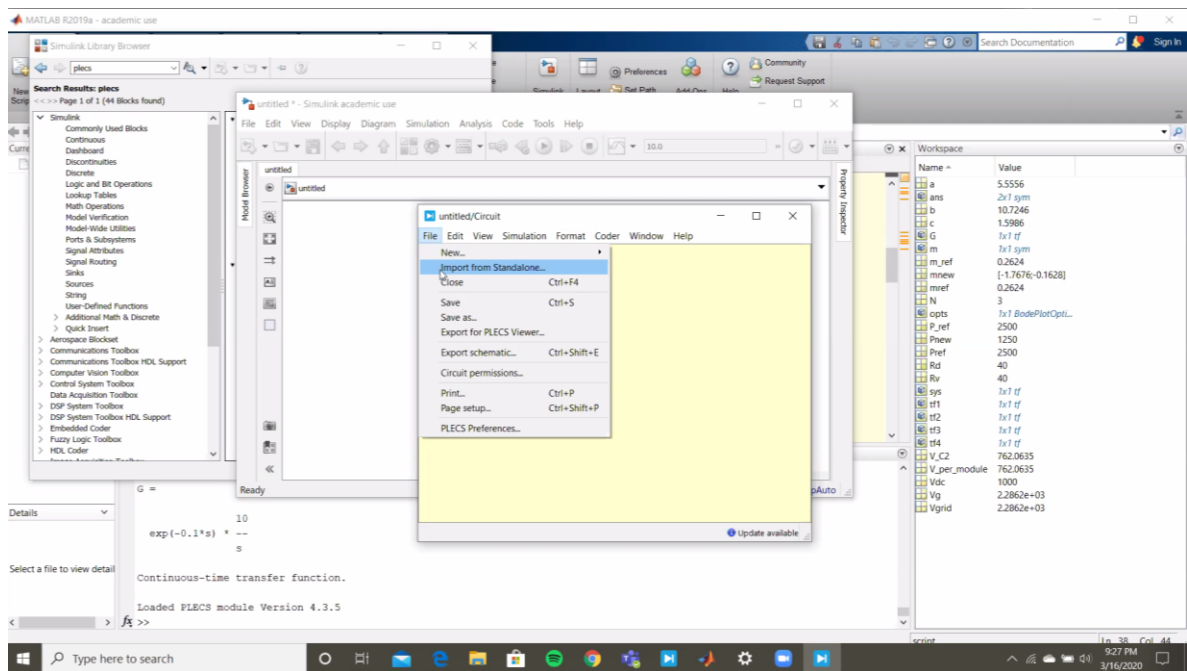 MATLAB R2019a - academic use
Search Documentation
Sign In
Community
Preferences
Request Support
Set Path
Add-Ons
Help
Simulink
Layout
New
Script
Simulink Library Browser
plecs
Search Results: plecs
<< >> Page 1 of 1 (44 Blocks found)
Simulink
Commonly Used Blocks
Continuous
Dashboard
Discontinuities
Discrete
Logic and Bit Operations
Lookup Tables
Math Operations
Model Verification
Model-Wide Utilities
Ports & Subsystems
Signal Attributes
Signal Routing
Sinks
Sources
String
User-Defined Functions
Additional Math & Discrete
Quick Insert
Aerospace Blockset
Communications Toolbox
Communications Toolbox HDL Support
Computer Vision Toolbox
Control System Toolbox
Data Acquisition Toolbox
DSP System Toolbox
DSP System Toolbox HDL Support
Embedded Coder
Fuzzy Logic Toolbox
HDL Coder
untitled * - Simulink academic use
File Edit View Display Diagram Simulation Analysis Code Tools Help
10.0
untitled
untitled
Model Browser
Property Inspector
Ready
untitled/Circuit
File Edit View Simulation Format Coder Window Help
New...
Import from Standalone...
Close Ctrl+F4
Save Ctrl+S
Save as...
Export for PLECS Viewer...
Export schematic... Ctrl+Shift+E
Circuit permissions...
Print... Ctrl+P
Page setup... Ctrl+Shift+P
PLECS Preferences...
Update available
Workspace
Name Value
a 5.5556
ans 2x1 sym
b 10.7246
c 1.5986
G 1x1 tf
m 1x1 sym
m_ref 0.2624
mnew [-1.7676;-0.1628]
mref 0.2624
N 3
opts 1x1 BodePlotOpti...
P_ref 2500
Pnew 1250
Pref 2500
Rd 40
Rv 40
sys 1x1 tf
tf1 1x1 tf
tf2 1x1 tf
tf3 1x1 tf
tf4 1x1 tf
V_C2 762.0635
V_per_module 762.0635
Vdc 1000
Vg 2.2862e+03
Vgrid 2.2862e+03
Details
Select a file to view detail
G =
10
exp(-0.1*s) * --
s
Continuous-time transfer function.
Loaded PLECS module Version 4.3.5
fx >>
script
Ln 38 Col 44
Type here to search
9:27 PM
3/16/2020